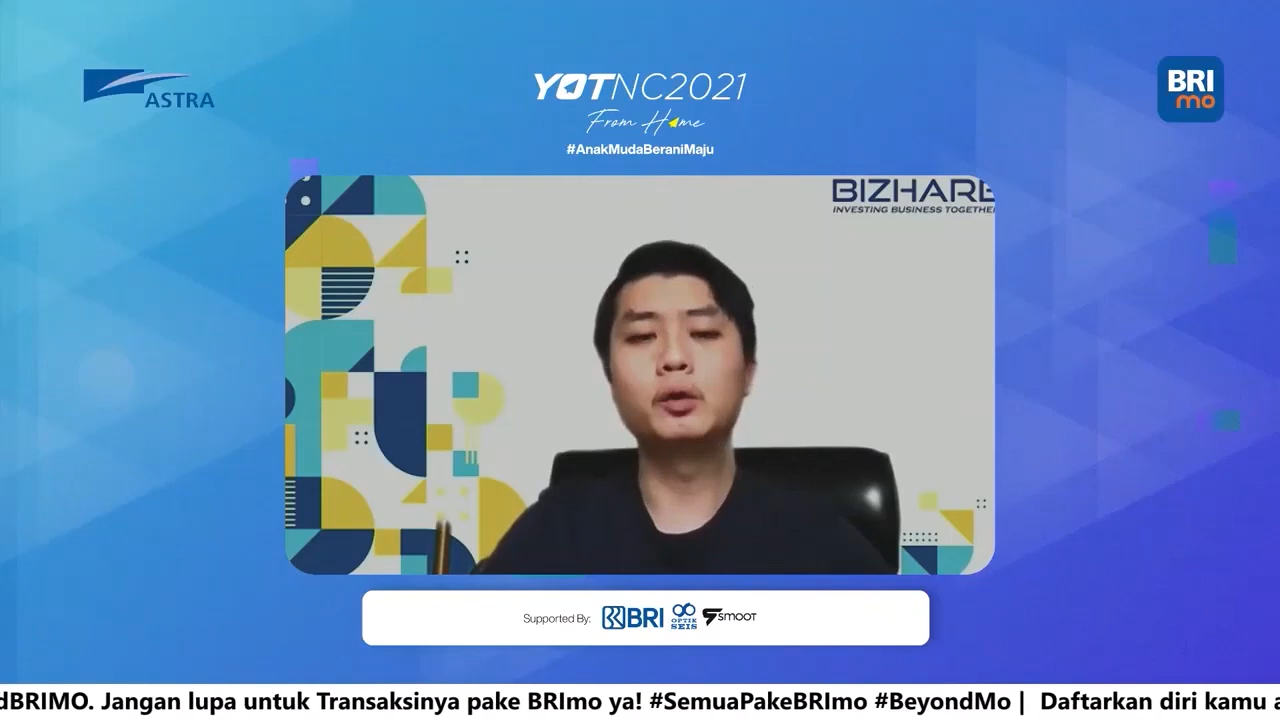 ASTRA
YOTNC2021
From Home
#AnakMudaBeraniMaju
BRI
mo
BIZHARE
INVESTING BUSINESS TOGETHER
Supported By:
BRI
OPTIK
SEIS
SMOOT
dBRIMO. Jangan lupa untuk Transaksinya pake BRImo ya! #SemuaPakeBRImo #BeyondMo | Daftarkan diri kamu a